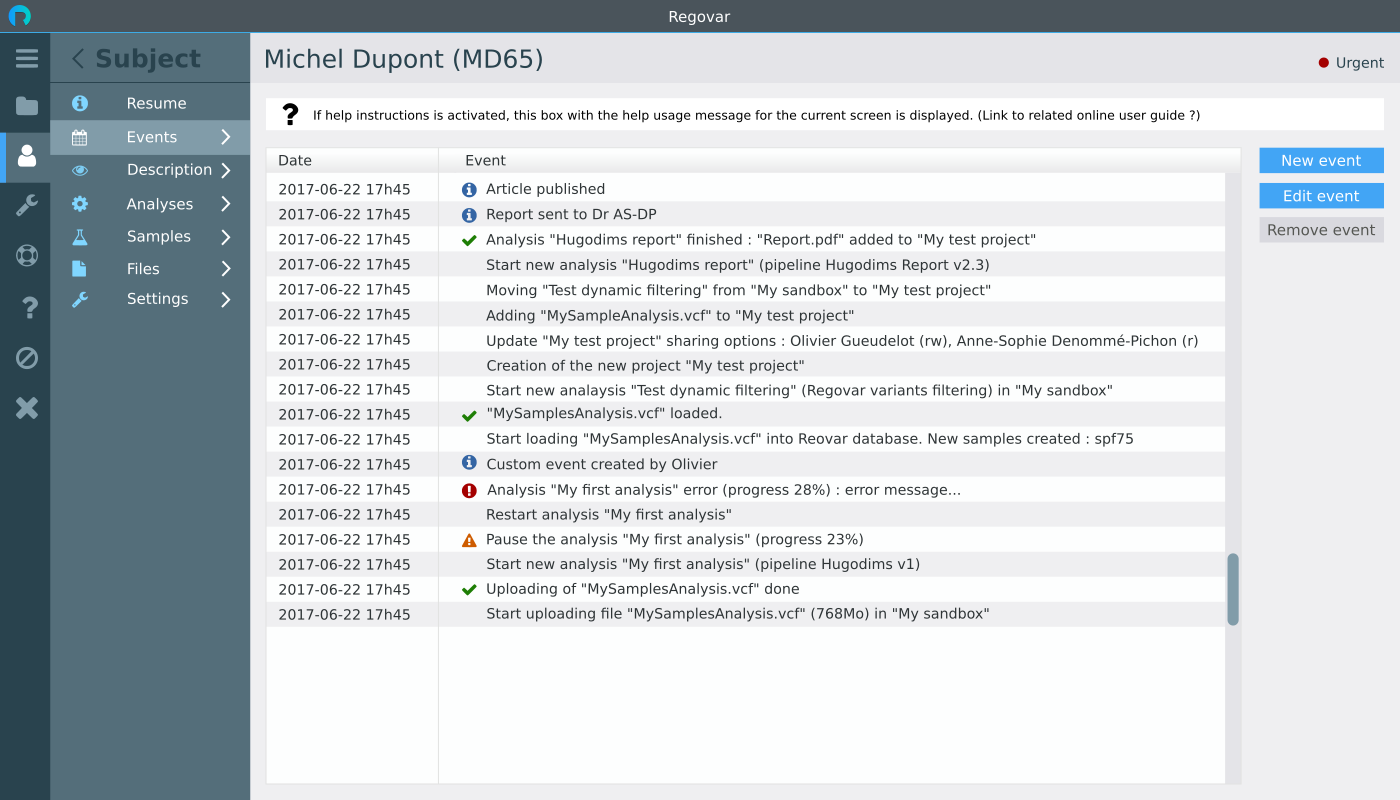 Regovar
Subject
Michel Dupont (MD65)
Urgent
Resume
Events
Description
Analyses
Samples
Files
Settings
? If help instructions is activated, this box with the help usage message for the current screen is displayed. (Link to related online user guide ?)
Date Event
2017-06-22 17h45 Article published
2017-06-22 17h45 Report sent to Dr AS-DP
2017-06-22 17h45 Analysis "Hugodims report" finished : "Report.pdf" added to "My test project"
2017-06-22 17h45 Start new analysis "Hugodims report" (pipeline Hugodims Report v2.3)
2017-06-22 17h45 Moving "Test dynamic filtering" from "My sandbox" to "My test project"
2017-06-22 17h45 Adding "MySampleAnalysis.vcf" to "My test project"
2017-06-22 17h45 Update "My test project" sharing options : Olivier Gueudelot (rw), Anne-Sophie Denommé-Pichon (r)
2017-06-22 17h45 Creation of the new project "My test project"
2017-06-22 17h45 Start new analaysis "Test dynamic filtering" (Regovar variants filtering) in "My sandbox"
2017-06-22 17h45 "MySamplesAnalysis.vcf" loaded.
2017-06-22 17h45 Start loading "MySamplesAnalysis.vcf" into Reovar database. New samples created : spf75
2017-06-22 17h45 Custom event created by Olivier
2017-06-22 17h45 Analysis "My first analysis" error (progress 28%) : error message...
2017-06-22 17h45 Restart analysis "My first analysis"
2017-06-22 17h45 Pause the analysis "My first analysis" (progress 23%)
2017-06-22 17h45 Start new analysis "My first analysis" (pipeline Hugodims v1)
2017-06-22 17h45 Uploading of "MySamplesAnalysis.vcf" done
2017-06-22 17h45 Start uploading file "MySamplesAnalysis.vcf" (768Mo) in "My sandbox"
New event
Edit event
Remove event